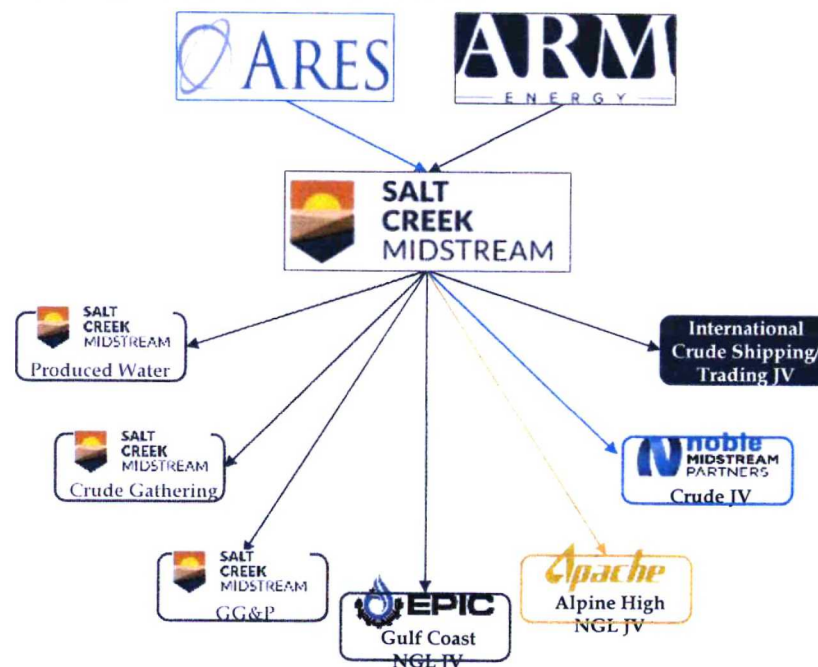 ARES
ARM
ENERGY
SALT
CREEK
MIDSTREAM
SALT
CREEK
MIDSTREAM
Produced Water
International
Crude Shipping/
Trading JV
SALT
CREEK
MIDSTREAM
Crude Gathering
noble
MIDSTREAM
PARTNERS
Crude JV
SALT
CREEK
MIDSTREAM
GG&P
EPIC
Gulf Coast
NGL JV
Apache
Alpine High
NGL JV